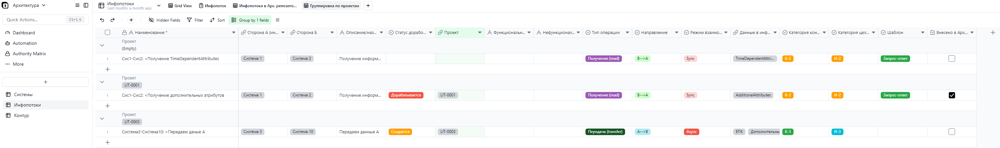 Архитектура
Инфопотоки
Last modify: a month ago
Grid View
Инфопоток
Инфопотоки в Арх. репозито...
Группировка по проектам
Quick Actions...
Ctrl K
Hidden Fields
Filter
Sort
Group by 1 fields
Dashboard
Automation
Authority Matrix
More
Системы
Инфопотоки
Контур
Наименование *
Сторона А (ин...
Сторона Б
Описание/наз...
Статус дорабо...
Проект
Функциональн...
Нефункционал...
Тип операции
Направление
Режим взаимо...
Данные в инф...
Категория кон...
Категория цел...
Шаблон
Внесено в Арх....
Проект
(Empty)
1
Сис1-Сис2: <Получение TimeDependentAttributes
Система 1
Система 2
Получение информ...
Получение (read)
B-->A
Sync
TimeDependentAttri...
К-2
И-2
Запрос-ответ
Проект
LIT-0001
1
Сис1-Сис2: <Получение дополнительных атрибутов
Система 1
Система 2
Получение информ...
Дорабатывается
LIT-0001
Получение (read)
B-->A
Sync
AdditionalAttributes
К-2
И-2
Запрос-ответ
Проект
LIT-0003
1
Система3-Система10: >Передаем даные А
Система 3
Система 10
Передаем данные А
Создается
LIT-0003
Передача (transfer)
A-->B
Async
ЕПК
Дополнительны
К-3
И-3